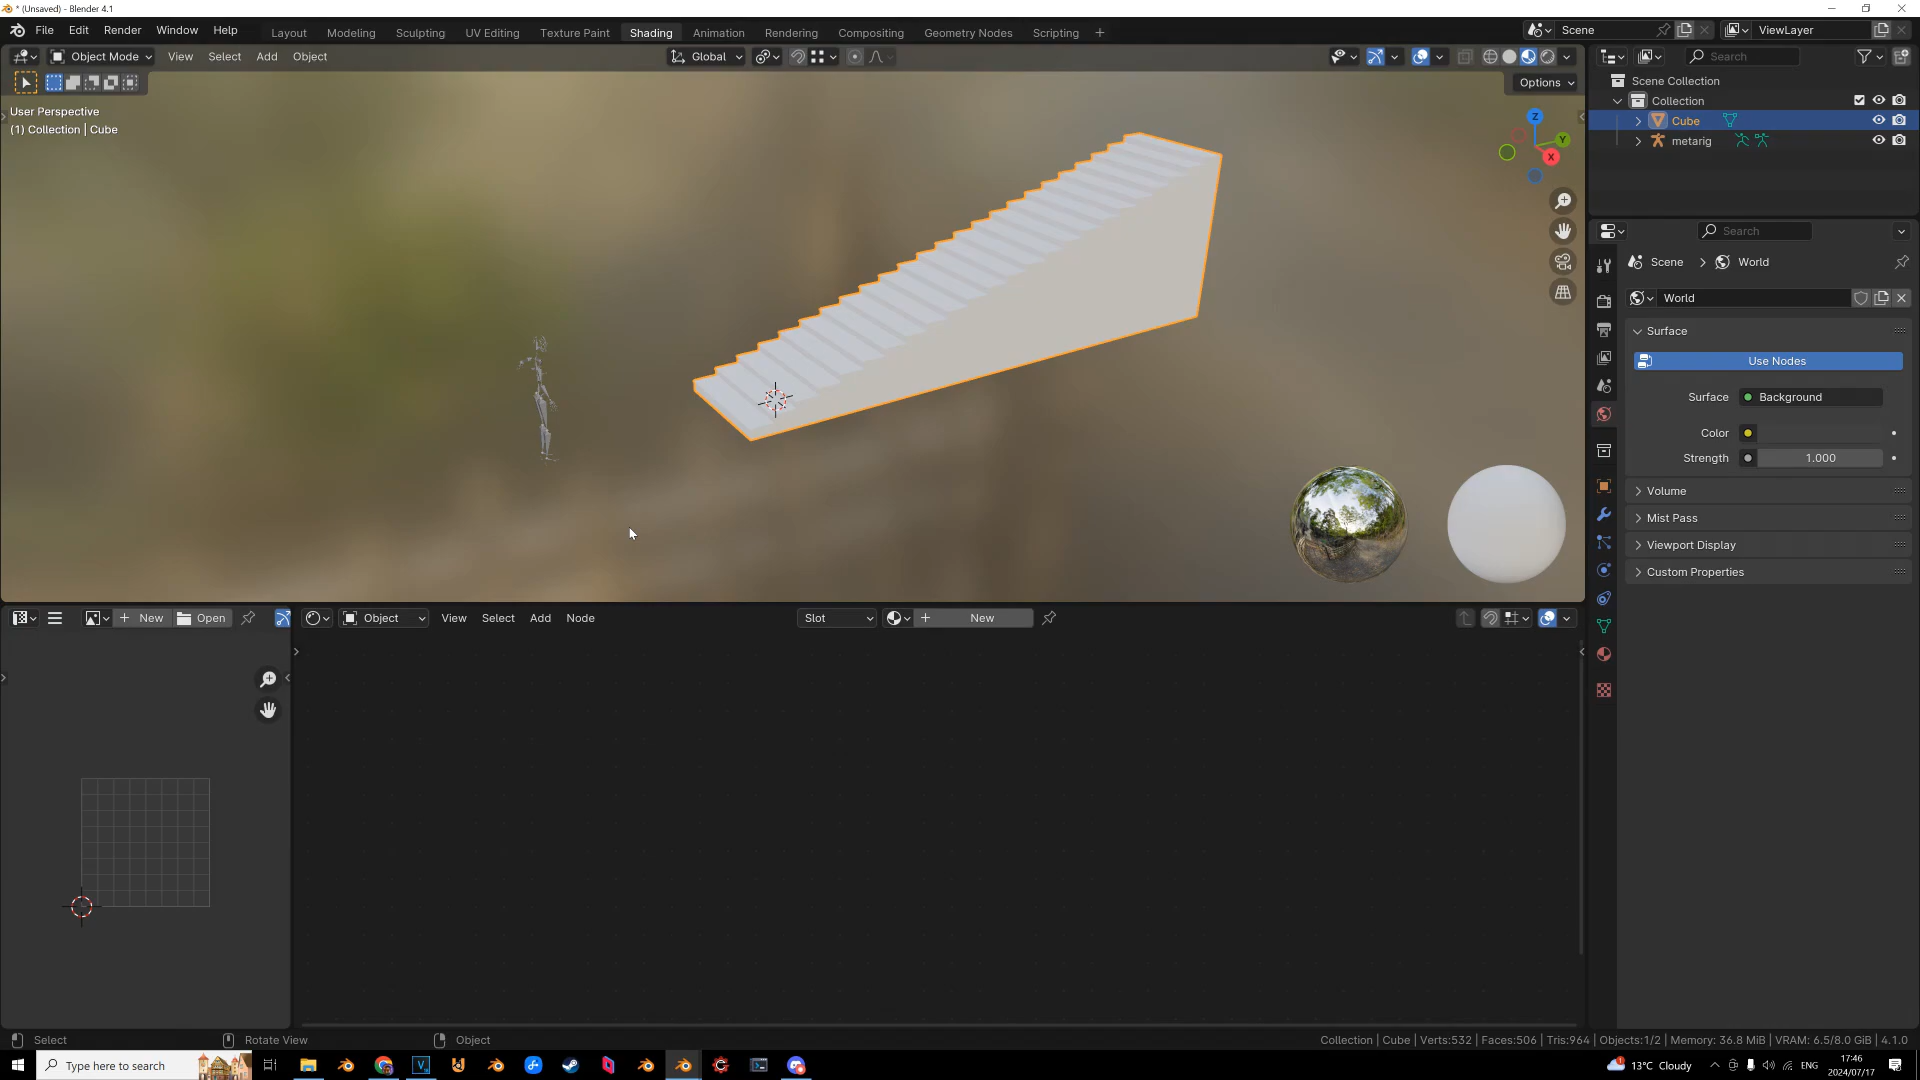 * (Unsaved) - Blender 4.1
File Edit Render Window Help Layout Modeling Sculpting UV Editing Texture Paint Shading Animation Rendering Compositing Geometry Nodes Scripting + Scene ViewLayer
Object Mode View Select Add Object Global Search
Options
User Perspective
(1) Collection | Cube
Z
Y
X
Scene Collection
Collection
Cube
metarig
Search
Scene > World
World
Surface
Use Nodes
Surface Background
Color
Strength 1.000
Volume
Mist Pass
Viewport Display
Custom Properties
New Open Object View Select Add Node Slot New
Select Rotate View Object Collection | Cube | Verts:532 | Faces:506 | Tris:964 | Objects:1/2 | Memory: 36.8 MiB | VRAM: 6.5/8.0 GiB | 4.1.0
Type here to search 13°C Cloudy ENG 17:46
2024/07/17